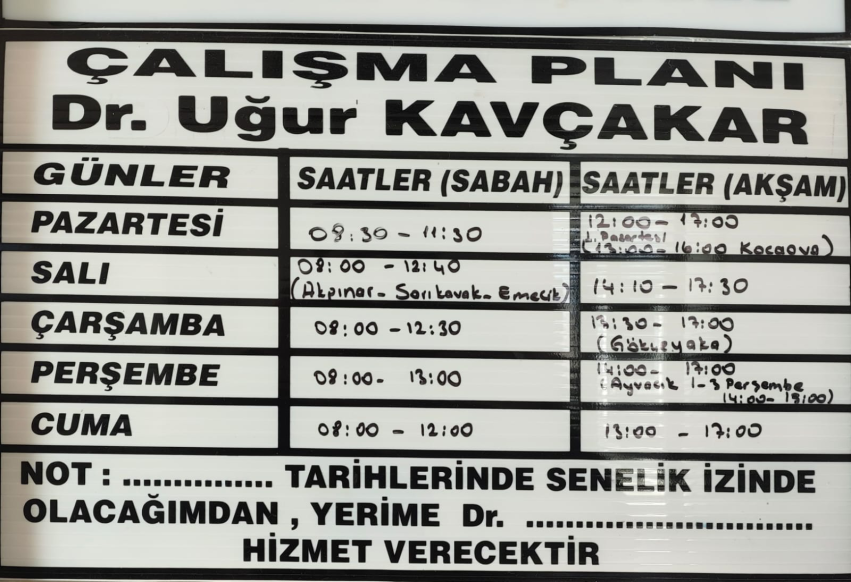 ÇALIŞMA PLANI
Dr. Uğur KAVÇAKAR
GÜNLER SAATLER (SABAH) SAATLER (AKŞAM)
PAZARTESİ 08:30 - 11:30 12:00 - 17:00
1. Pazartesi
(13:00 - 16:00 Kocaova)
SALI 08:00 - 12:40 14:10 - 17:30
(Akpınar - Sarıkavak - Emecik)
ÇARŞAMBA 08:00 - 12:30 13:30 - 17:00
(Gökçeyaka)
PERŞEMBE 08:00 - 13:00 14:00 - 17:00
(Ayvacık 1-3 Perşembe
14:00 - 15:00)
CUMA 08:00 - 12:00 13:00 - 17:00
NOT : ............... TARİHLERİNDE SENELİK İZİNDE
OLACAĞIMDAN , YERİME Dr. .............................
HİZMET VERECEKTİR